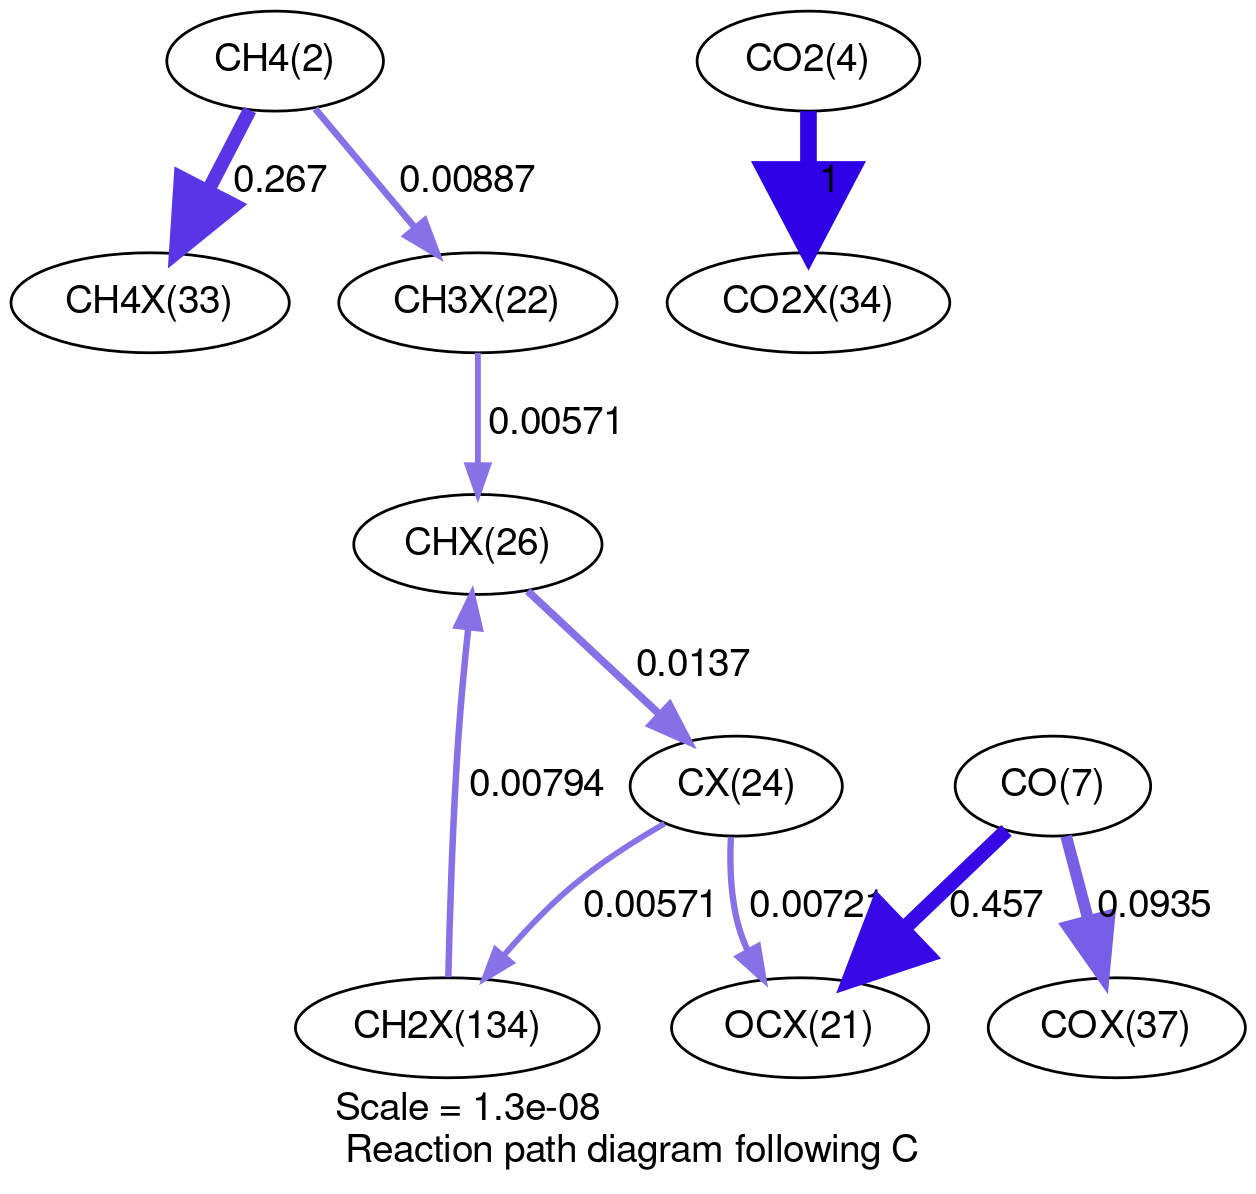 CH4(2)
CO2(4)
0.267
0.00887
1
CH4X(33)
CH3X(22)
CO2X(34)
0.00571
CHX(26)
0.0137
0.00794
CX(24)
CO(7)
0.00571
0.00721
0.457
0.0935
CH2X(134)
OCX(21)
COX(37)
Scale = 1.3e-08
Reaction path diagram following C